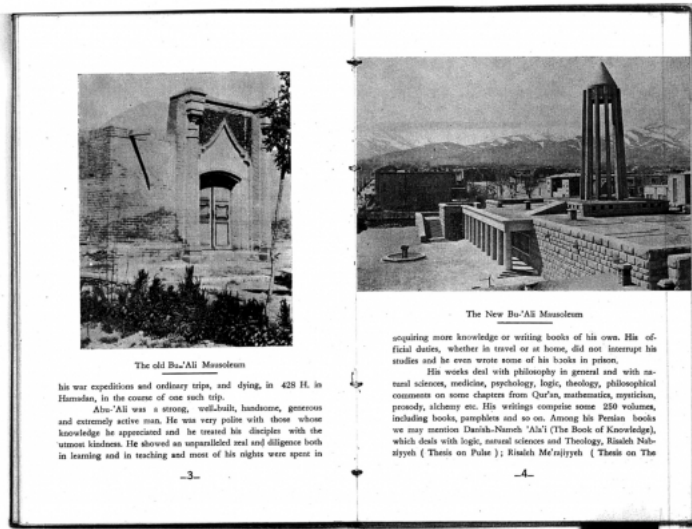 The old Bu-'Ali Mausoleum
his war expeditions and ordinary trips, and dying, in 428 H. in
Hamadan, in the course of one such trip.
Abu-'Ali was a strong, well-built, handsome, generous
and extremely active man. He was very polite with those whose
knowledge he appreciated and he treated his disciples with the
utmost kindness. He showed an unparalleled zeal and diligence both
in learning and in teaching and most of his nights were spent in
—3—
The New Bu-'Ali Mausoleum
acquiring more knowledge or writing books of his own. His of-
ficial duties, whether in travel or at home, did not interrupt his
studies and he even wrote some of his books in prison.
His works deal with philosophy in general and with na-
tural sciences, medicine, psychology, logic, theology, philosophical
comments on some chapters from Qur'an, mathematics, mysticism,
prosody, alchemy etc. His writings comprise some 250 volumes,
including books, pamphlets and so on. Among his Persian books
we may mention Danish-Nameh 'Ala'i (The Book of Knowledge),
which deals with logic, natural sciences and Theology, Risaleh Nab-
ziyyeh ( Thesis on Pulse ) ; Risaleh Me'rajiyyeh ( Thesis on The
—4—